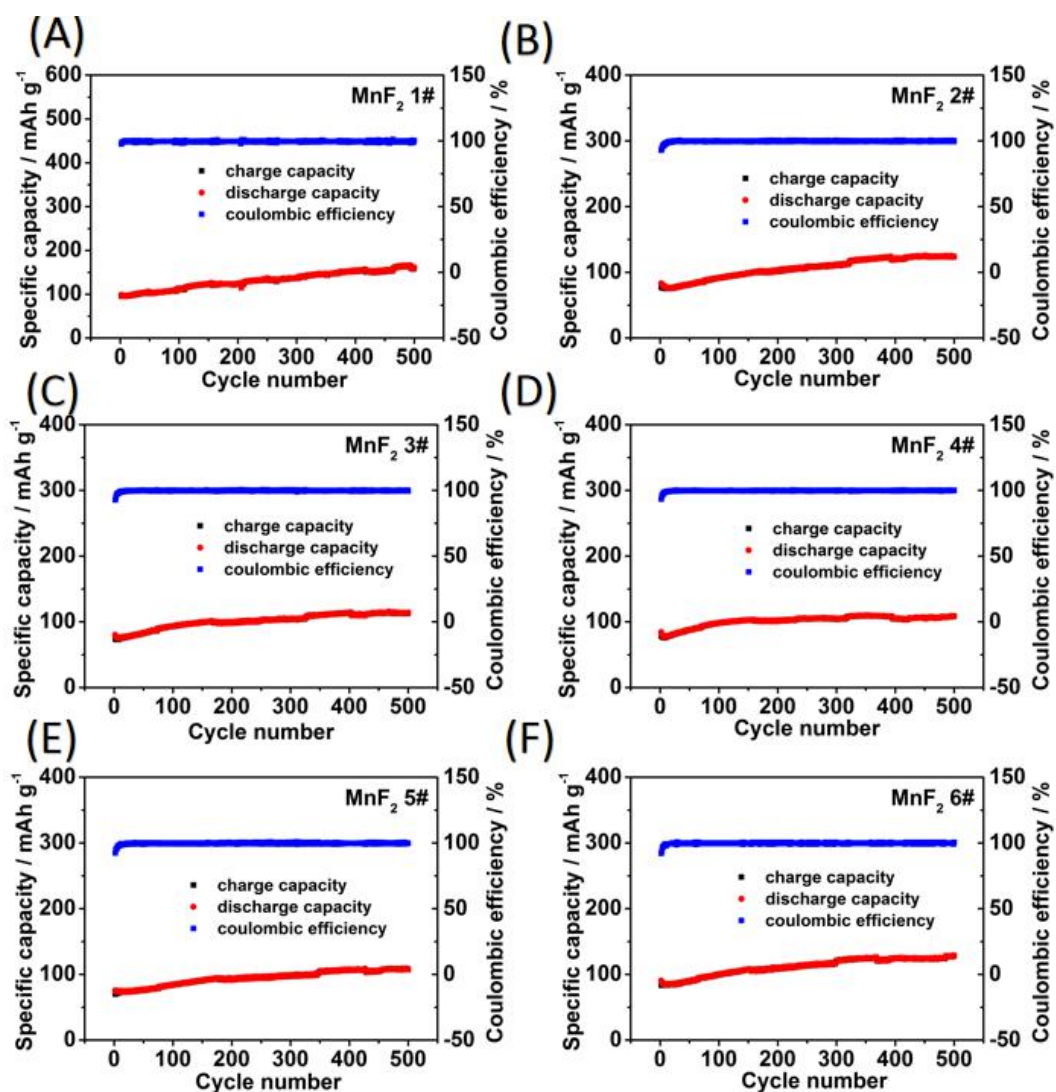 (A)
(B)
600
500
400
300
200
100
0
150
100
50
0
-50
Specific capacity / mAh g⁻¹
Coulombic efficiency / %
MnF₂ 1#
charge capacity
discharge capacity
coulombic efficiency
0 100 200 300 400 500
Cycle number
400
300
200
100
0
150
100
50
0
-50
Specific capacity / mAh g⁻¹
Coulombic efficiency / %
MnF₂ 2#
charge capacity
discharge capacity
coulombic efficiency
0 100 200 300 400 500
Cycle number
(C)
(D)
400
300
200
100
0
150
100
50
0
-50
Specific capacity / mAh g⁻¹
Coulombic efficiency / %
MnF₂ 3#
charge capacity
discharge capacity
coulombic efficiency
0 100 200 300 400 500
Cycle number
400
300
200
100
0
150
100
50
0
-50
Specific capacity / mAh g⁻¹
Coulombic efficiency / %
MnF₂ 4#
charge capacity
discharge capacity
coulombic efficiency
0 100 200 300 400 500
Cycle number
(E)
(F)
400
300
200
100
0
150
100
50
0
-50
Specific capacity / mAh g⁻¹
Coulombic efficiency / %
MnF₂ 5#
charge capacity
discharge capacity
coulombic efficiency
0 100 200 300 400 500
Cycle number
400
300
200
100
0
150
100
50
0
-50
Specific capacity / mAh g⁻¹
Coulombic efficiency / %
MnF₂ 6#
charge capacity
discharge capacity
coulombic efficiency
0 100 200 300 400 500
Cycle number